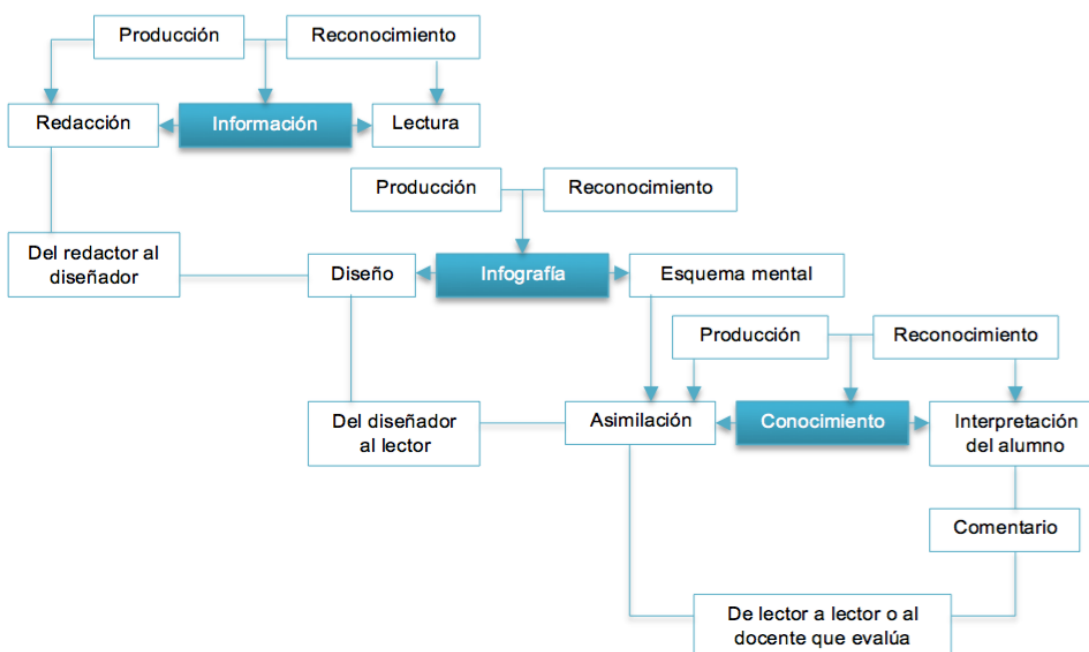 Producción
Reconocimiento
Redacción
Información
Lectura
Producción
Reconocimiento
Del redactor al
diseñador
Diseño
Infografía
Esquema mental
Producción
Reconocimiento
Del diseñador
al lector
Asimilación
Conocimiento
Interpretación
del alumno
Comentario
De lector a lector o al
docente que evalúa